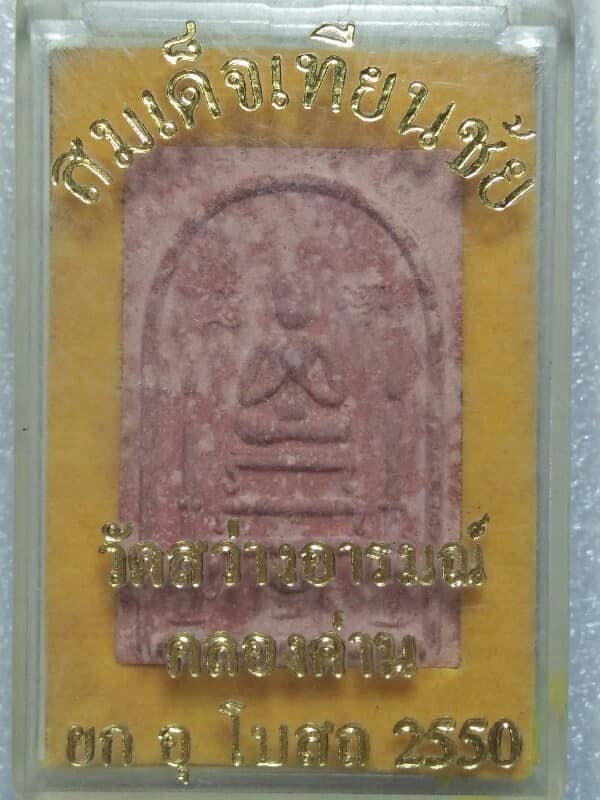 สมเด็จเทียนชัย
วัดสว่างอารมณ์
คลองด่าน
ยก อุ โบสถ 2550